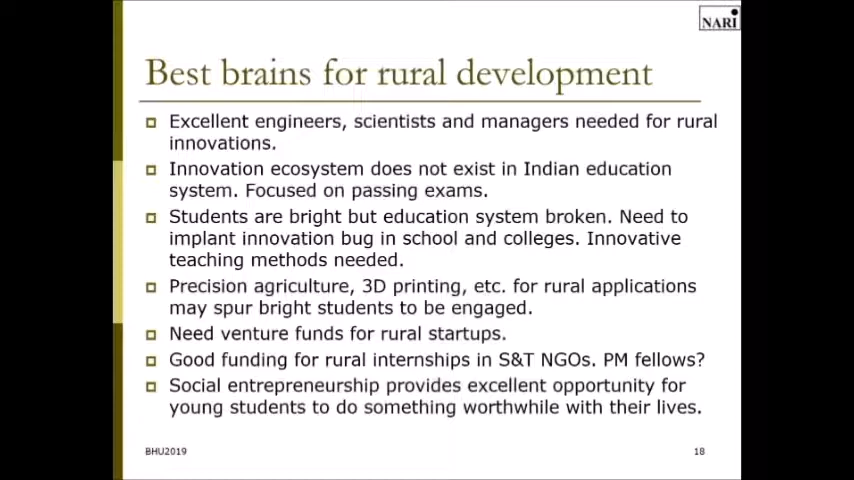 NARI
Best brains for rural development
Excellent engineers, scientists and managers needed for rural
innovations.
Innovation ecosystem does not exist in Indian education
system. Focused on passing exams.
Students are bright but education system broken. Need to
implant innovation bug in school and colleges. Innovative
teaching methods needed.
Precision agriculture, 3D printing, etc. for rural applications
may spur bright students to be engaged.
Need venture funds for rural startups.
Good funding for rural internships in S&T NGOs. PM fellows?
Social entrepreneurship provides excellent opportunity for
young students to do something worthwhile with their lives.
BHU2019
18